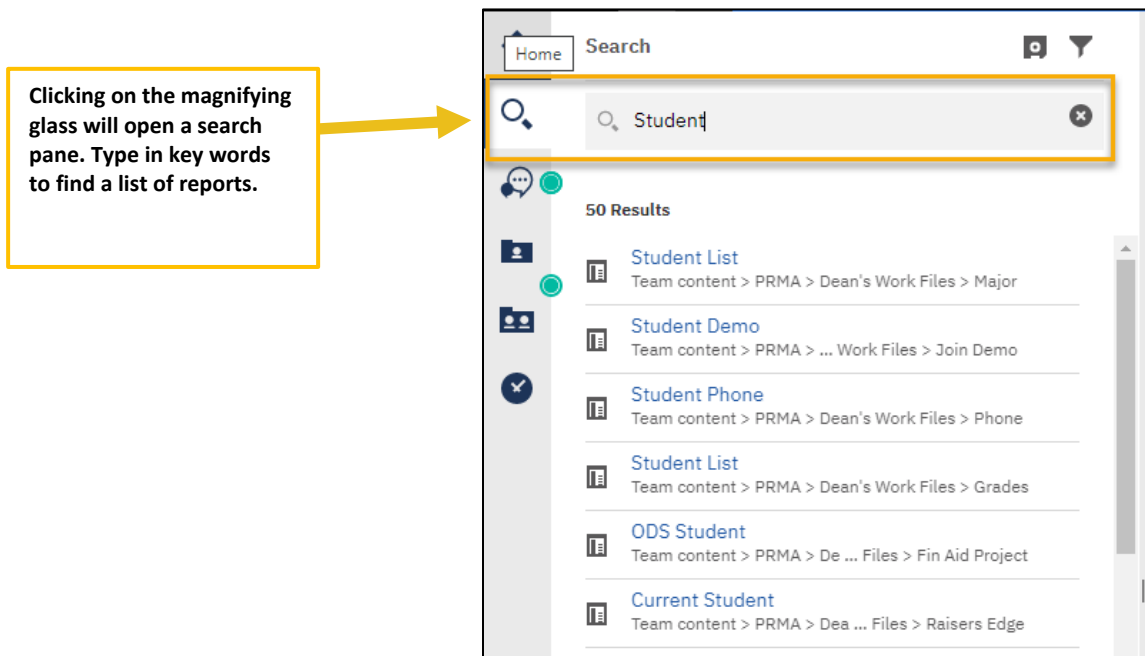 Home
Search
Clicking on the magnifying
glass will open a search
pane. Type in key words
to find a list of reports.
Student
50 Results
Student List
Team content > PRMA > Dean's Work Files > Major
Student Demo
Team content > PRMA > ... Work Files > Join Demo
Student Phone
Team content > PRMA > Dean's Work Files > Phone
Student List
Team content > PRMA > Dean's Work Files > Grades
ODS Student
Team content > PRMA > De ... Files > Fin Aid Project
Current Student
Team content > PRMA > Dea ... Files > Raisers Edge